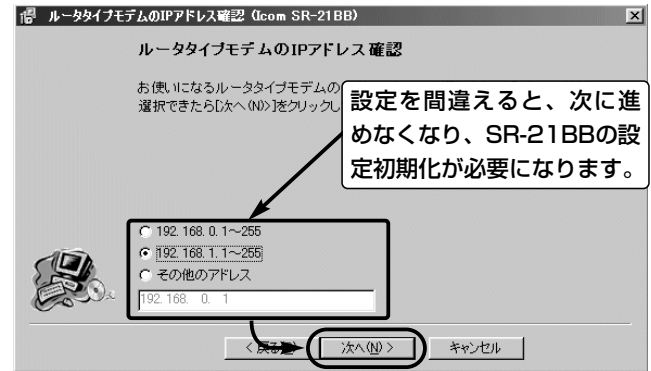 ルータタイプモデムのIPアドレス確認 (Icom SR-21BB)
ルータタイプモデムのIPアドレス確認
お使いになるルータタイプモデムの
選択できたら[次へ(N)>]をクリックし
設定を間違えると、次に進
めなくなり、SR-21BBの設
定初期化が必要になります。
192.168.0.1～255
192.168.1.1～255
その他のアドレス
192.168. 0. 1
< 戻る 次へ(N) > キャンセル